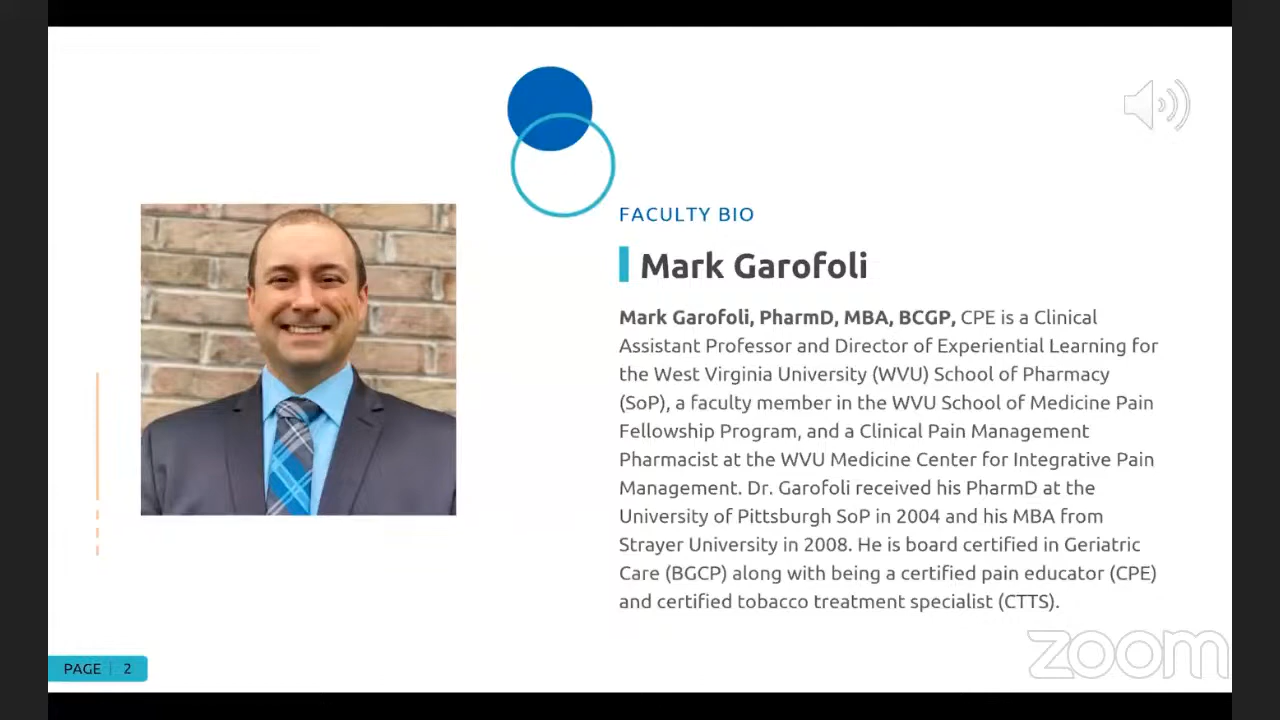 FACULTY BIO
Mark Garofoli
Mark Garofoli, PharmD, MBA, BCGP, CPE is a Clinical
Assistant Professor and Director of Experiential Learning for
the West Virginia University (WVU) School of Pharmacy
(SoP), a faculty member in the WVU School of Medicine Pain
Fellowship Program, and a Clinical Pain Management
Pharmacist at the WVU Medicine Center for Integrative Pain
Management. Dr. Garofoli received his PharmD at the
University of Pittsburgh SoP in 2004 and his MBA from
Strayer University in 2008. He is board certified in Geriatric
Care (BGCP) along with being a certified pain educator (CPE)
and certified tobacco treatment specialist (CTTS).
zoom
PAGE | 2